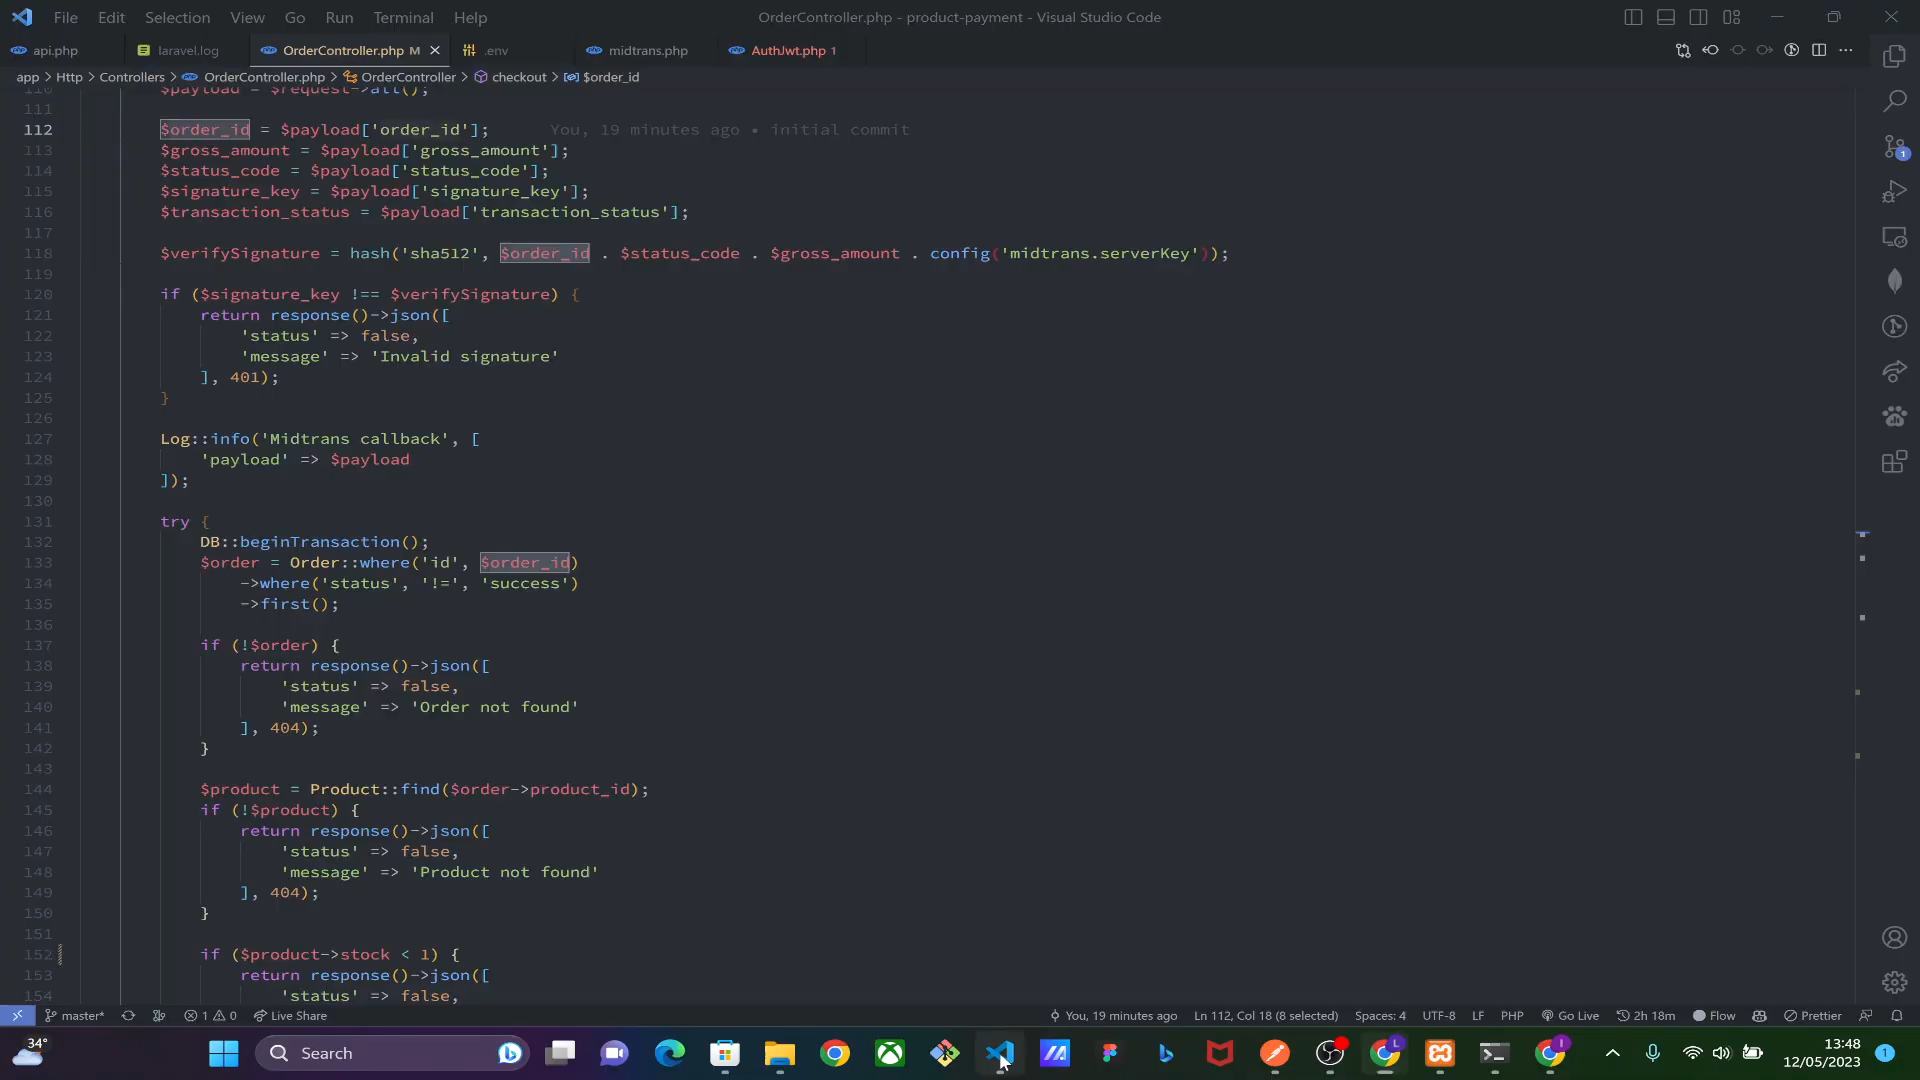 File Edit Selection View Go Run Terminal Help OrderController.php - product-payment - Visual Studio Code
api.php laravel.log OrderController.php M .env midtrans.php AuthJwt.php 1
app > Http > Controllers > OrderController.php > OrderController > checkout > $order_id
110 $payload = $request->all();
111
112 $order_id = $payload['order_id']; You, 19 minutes ago • initial commit
113 $gross_amount = $payload['gross_amount'];
114 $status_code = $payload['status_code'];
115 $signature_key = $payload['signature_key'];
116 $transaction_status = $payload['transaction_status'];
117
118 $verifySignature = hash('sha512', $order_id . $status_code . $gross_amount . config('midtrans.serverKey'));
119
120 if ($signature_key !== $verifySignature) {
121 return response()->json([
122 'status' => false,
123 'message' => 'Invalid signature'
124 ], 401);
125 }
126
127 Log::info('Midtrans callback', [
128 'payload' => $payload
129 ]);
130
131 try {
132 DB::beginTransaction();
133 $order = Order::where('id', $order_id)
134 ->where('status', '!=', 'success')
135 ->first();
136
137 if (!$order) {
138 return response()->json([
139 'status' => false,
140 'message' => 'Order not found'
141 ], 404);
142 }
143
144 $product = Product::find($order->product_id);
145 if (!$product) {
146 return response()->json([
147 'status' => false,
148 'message' => 'Product not found'
149 ], 404);
150 }
151
152 if ($product->stock < 1) {
153 return response()->json([
154 'status' => false,
master* 1 0 Live Share You, 19 minutes ago Ln 112, Col 18 (8 selected) Spaces: 4 UTF-8 LF PHP Go Live 2h 18m Flow Prettier
34° Search 13:48
12/05/2023 1